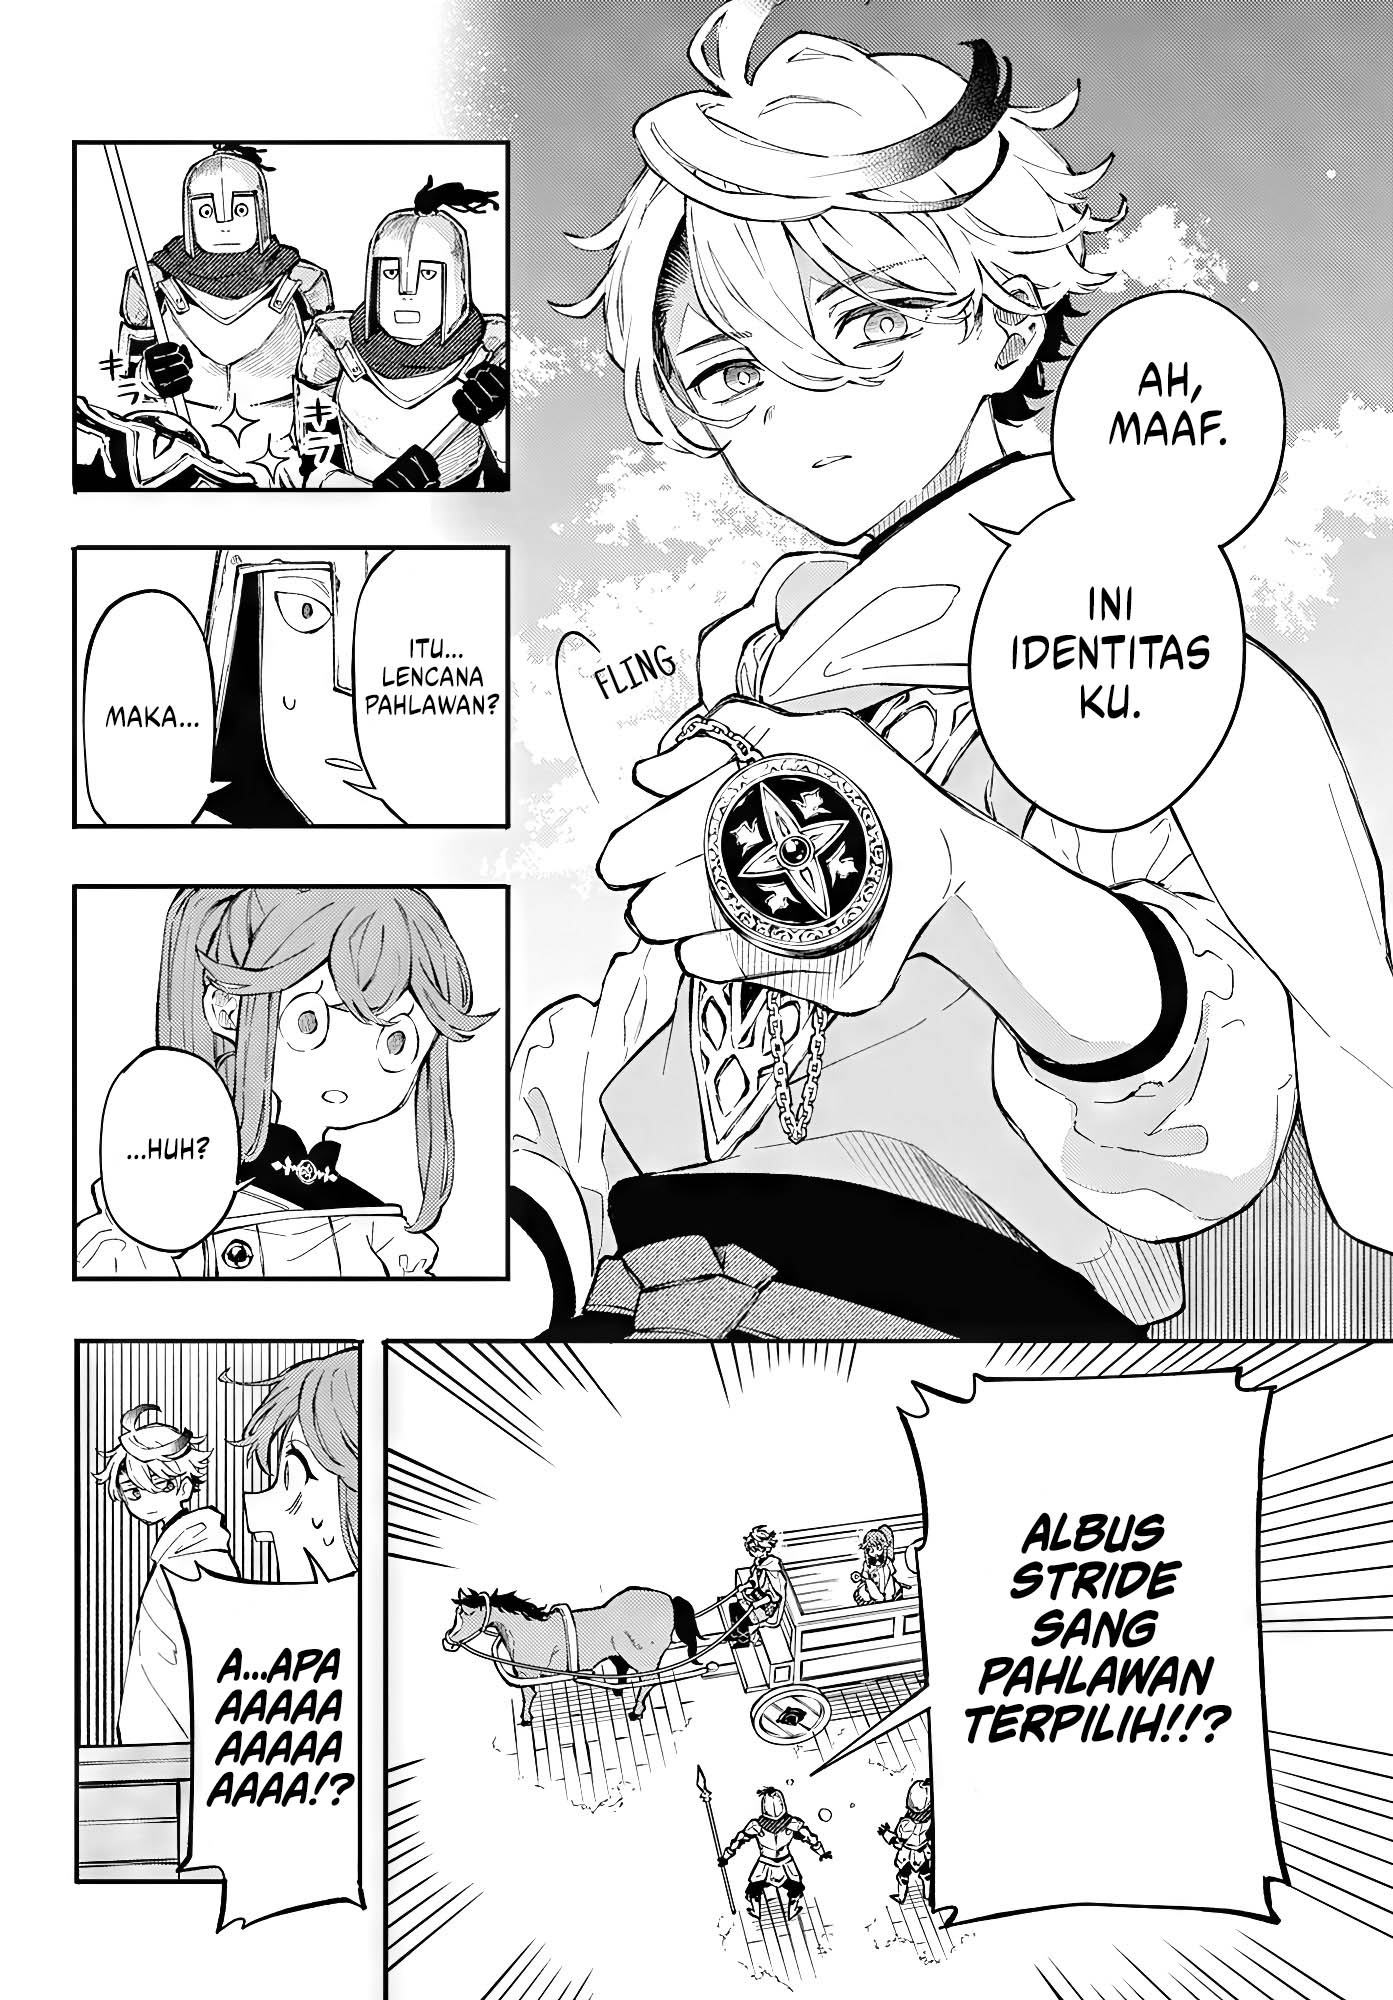 AH,
MAAF.
INI
IDENTITAS
KU.
FLING
キラ
キラ
ITU...
LENCANA
PAHLAWAN?
MAKA...
...HUH?
ALBUS
STRIDE
SANG
PAHLAWAN
TERPILIH!!?
A...APA
AAAAA
AAAAA
AAAA!?